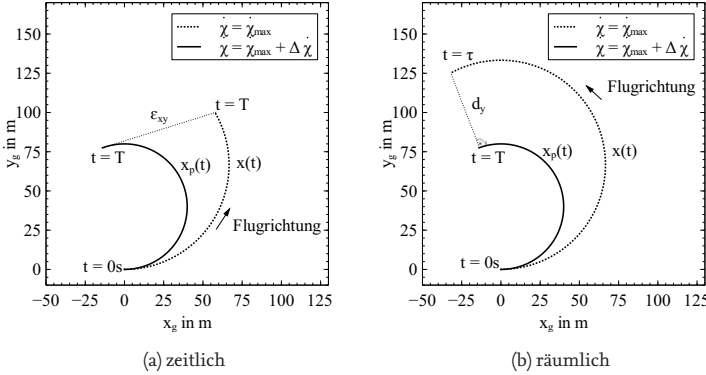 χ̇ = χ̇max
χ̇ = χ̇max + Δ χ̇
150
125
100
75
50
25
0
yg in m
t = T
εxy
t = T
xp(t)
x(t)
Flugrichtung
t = 0s
−50 −25 0 25 50 75 100 125
xg in m
(a) zeitlich
χ̇ = χ̇max
χ̇ = χ̇max + Δ χ̇
150
125
100
75
50
25
0
yg in m
t = τ
Flugrichtung
dy
t = T
xp(t)
x(t)
t = 0s
−50 −25 0 25 50 75 100 125
xg in m
(b) räumlich